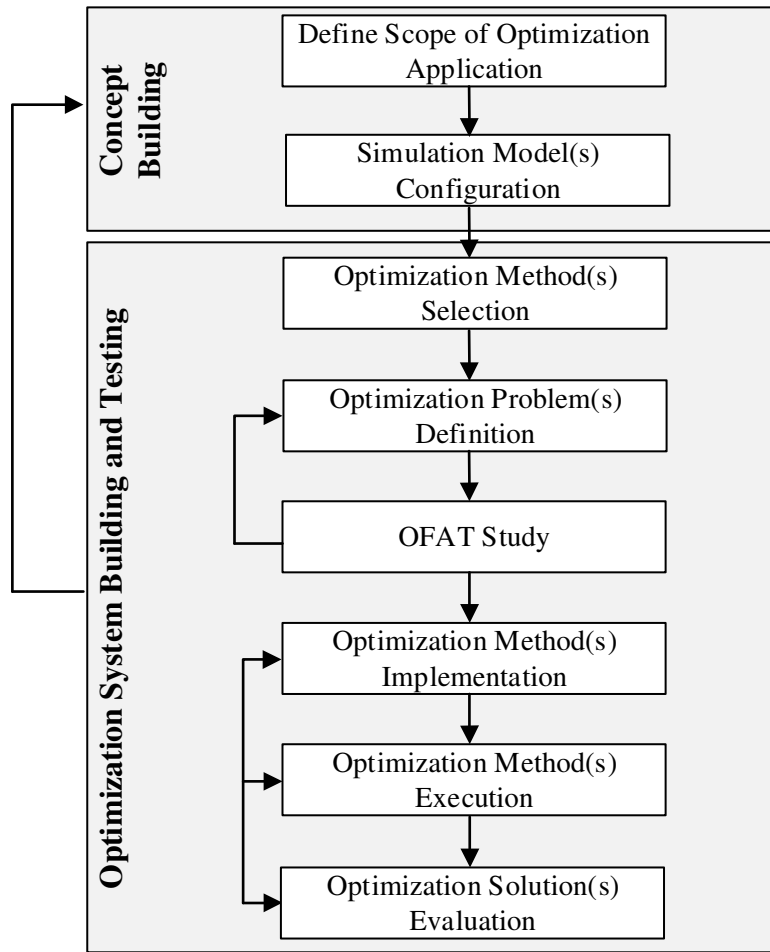 Concept
Building
Define Scope of Optimization
Application
Simulation Model(s)
Configuration
Optimization System Building and Testing
Optimization Method(s)
Selection
Optimization Problem(s)
Definition
OFAT Study
Optimization Method(s)
Implementation
Optimization Method(s)
Execution
Optimization Solution(s)
Evaluation